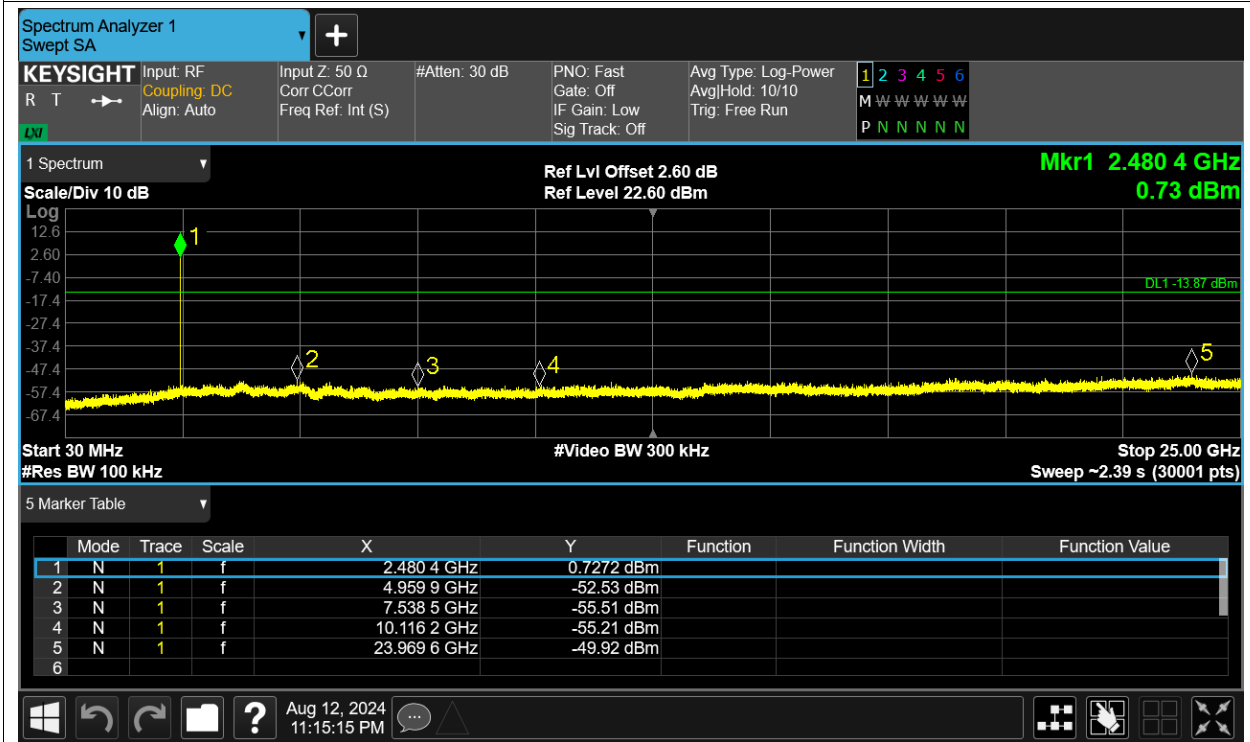 Spectrum Analyzer 1
Swept SA
+
KEYSIGHT
R T
LXI
Input: RF
Coupling: DC
Align: Auto
Input Z: 50 Ω
Corr CCorr
Freq Ref: Int (S)
#Atten: 30 dB
PNO: Fast
Gate: Off
IF Gain: Low
Sig Track: Off
Avg Type: Log-Power
Avg|Hold: 10/10
Trig: Free Run
1 2 3 4 5 6
M W W W W W
P N N N N N
1 Spectrum
Scale/Div 10 dB
Ref Lvl Offset 2.60 dB
Ref Level 22.60 dBm
Mkr1 2.480 4 GHz
0.73 dBm
Log
12.6
2.60
-7.40
-17.4
-27.4
-37.4
-47.4
-57.4
-67.4
1
2
3
4
5
DL1 -13.87 dBm
Start 30 MHz
#Res BW 100 kHz
#Video BW 300 kHz
Stop 25.00 GHz
Sweep ~2.39 s (30001 pts)
5 Marker Table
Mode Trace Scale X Y Function Function Width Function Value
1 N 1 f 2.480 4 GHz 0.7272 dBm
2 N 1 f 4.959 9 GHz -52.53 dBm
3 N 1 f 7.538 5 GHz -55.51 dBm
4 N 1 f 10.116 2 GHz -55.21 dBm
5 N 1 f 23.969 6 GHz -49.92 dBm
6
?
Aug 12, 2024
11:15:15 PM